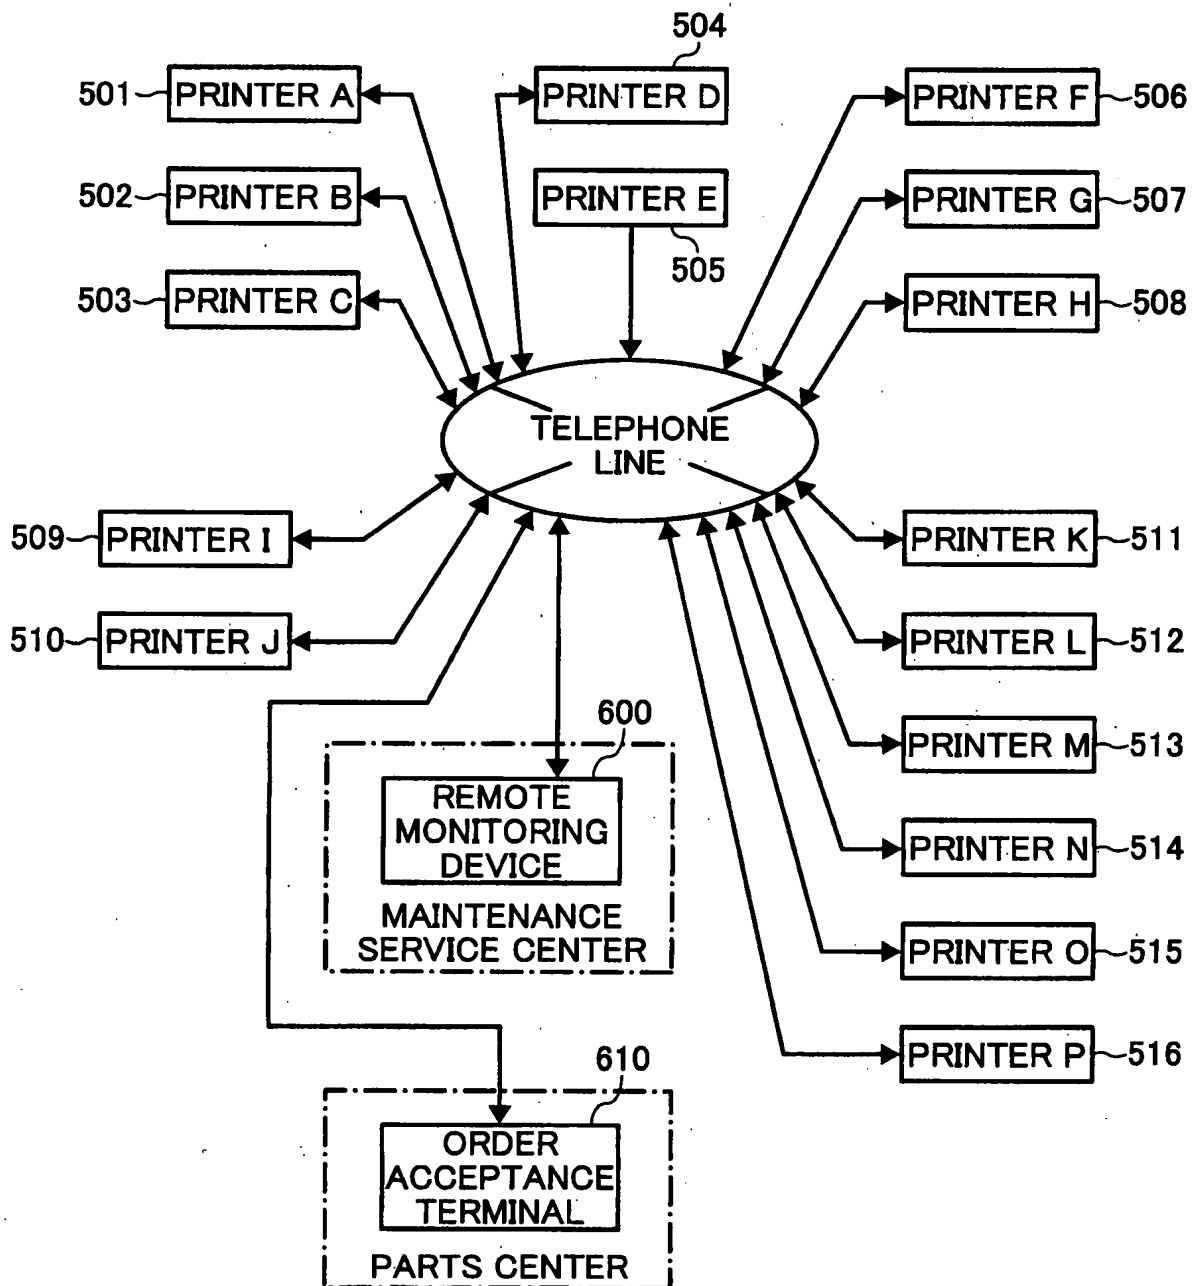 504
501 PRINTER A
PRINTER D
PRINTER F 506
502 PRINTER B
PRINTER E
PRINTER G 507
505
503 PRINTER C
PRINTER H 508
TELEPHONE
LINE
509 PRINTER I
PRINTER K 511
510 PRINTER J
PRINTER L 512
600
PRINTER M 513
REMOTE
MONITORING
DEVICE
PRINTER N 514
MAINTENANCE
SERVICE CENTER
PRINTER O 515
PRINTER P 516
610
ORDER
ACCEPTANCE
TERMINAL
PARTS CENTER